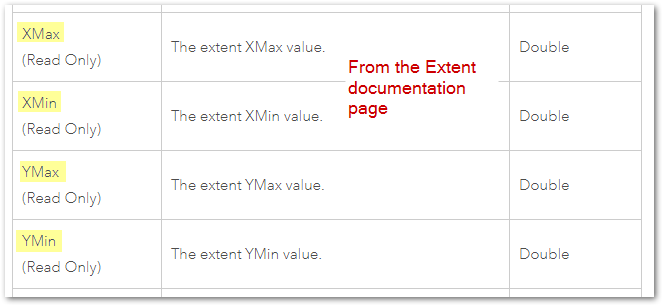 XMax
(Read Only)
The extent XMax value.
Double
From the Extent
documentation
page
XMin
(Read Only)
The extent XMin value.
Double
YMax
(Read Only)
The extent YMax value.
Double
YMin
(Read Only)
The extent YMin value.
Double